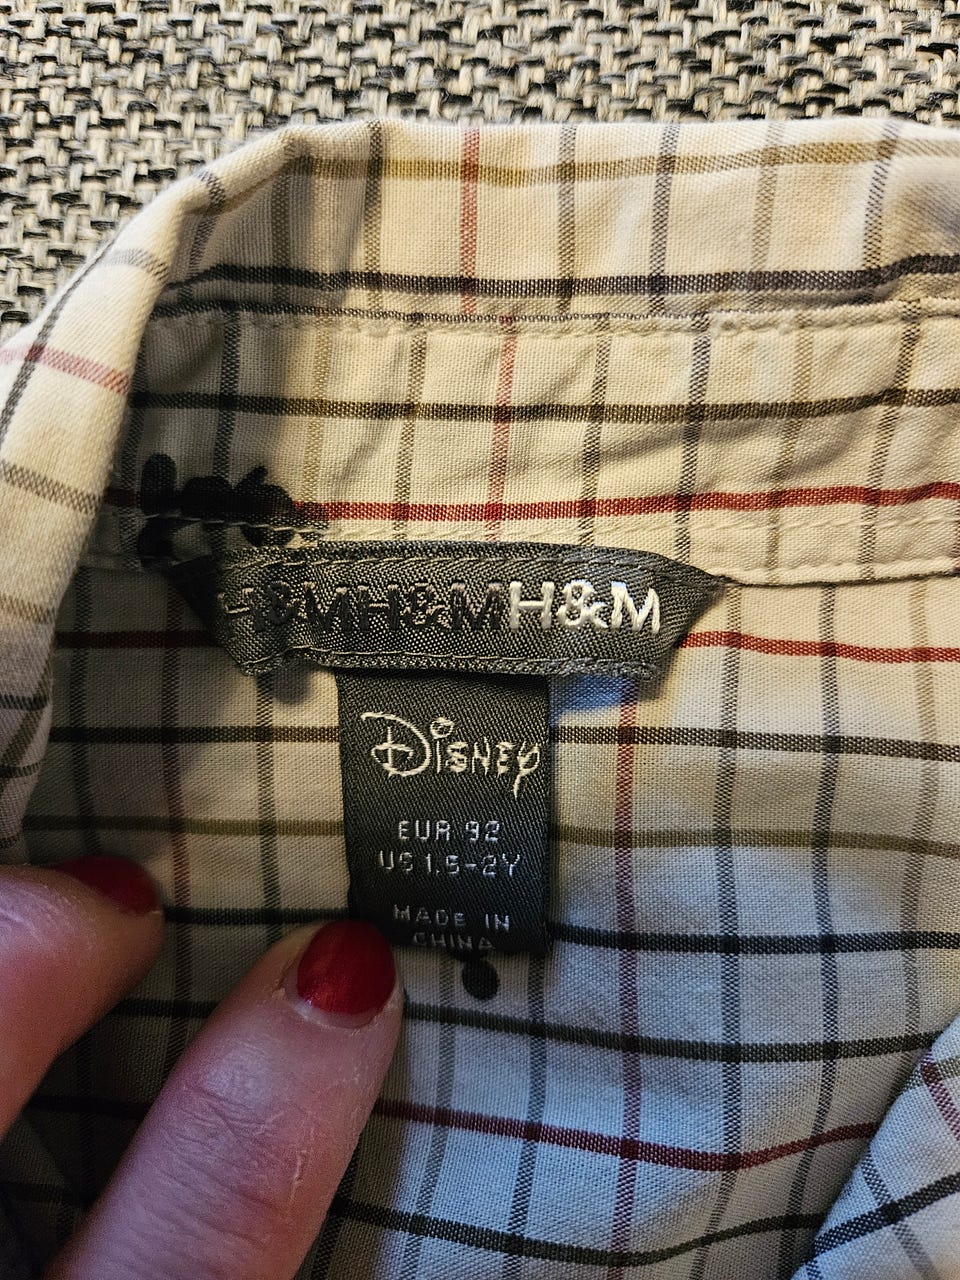 H&MH&MH&M
Disney
EUR 92
US 1.5-2Y
MADE IN
CHINA